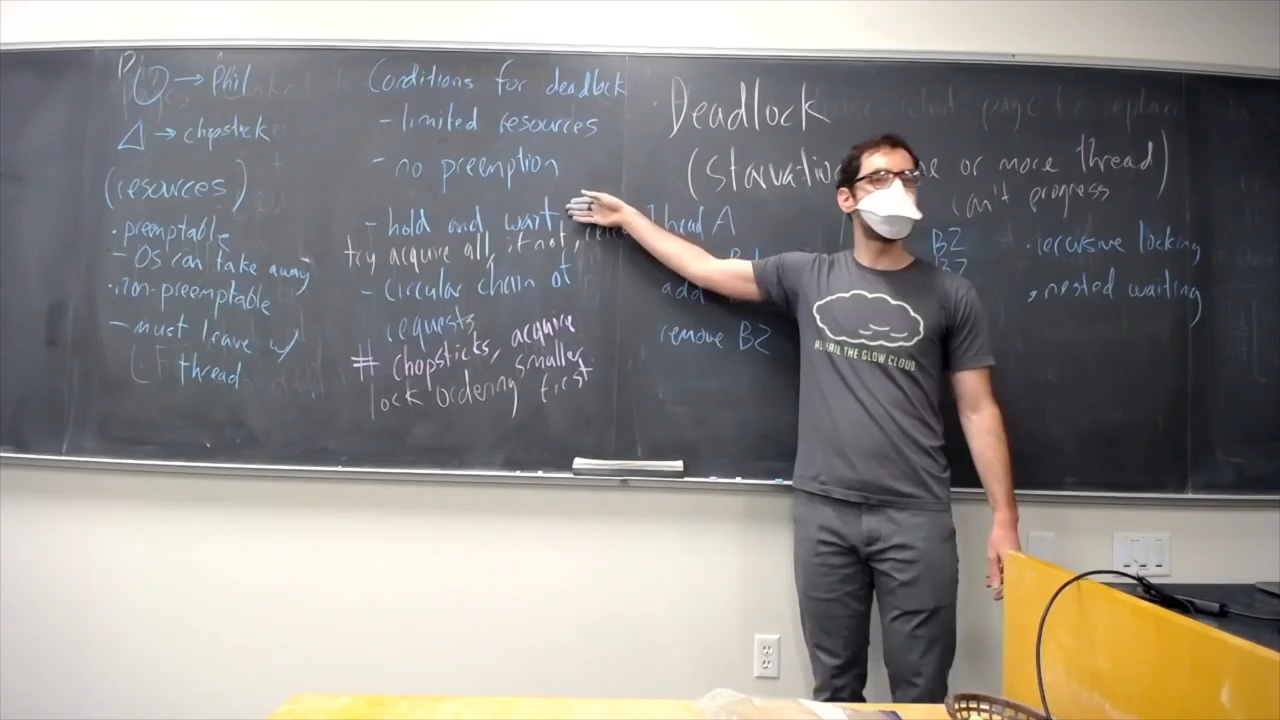 P → Phil
△ → chopstick
(resources)
· preemptable
- OS can take away
· non-preemptable
- must leave w/
thread
Conditions for deadlock
- limited resources
- no preemption
- hold and wait
try acquire all, if not,
- circular chain of
requests
# chopsticks, acquire
smaller
lock ordering first
Deadlock
(starvation or more thread)
can't progress
Thread A
add
remove B2
B2
· recursive locking
· nested waiting
ALL HAIL THE GLOW CLOUD